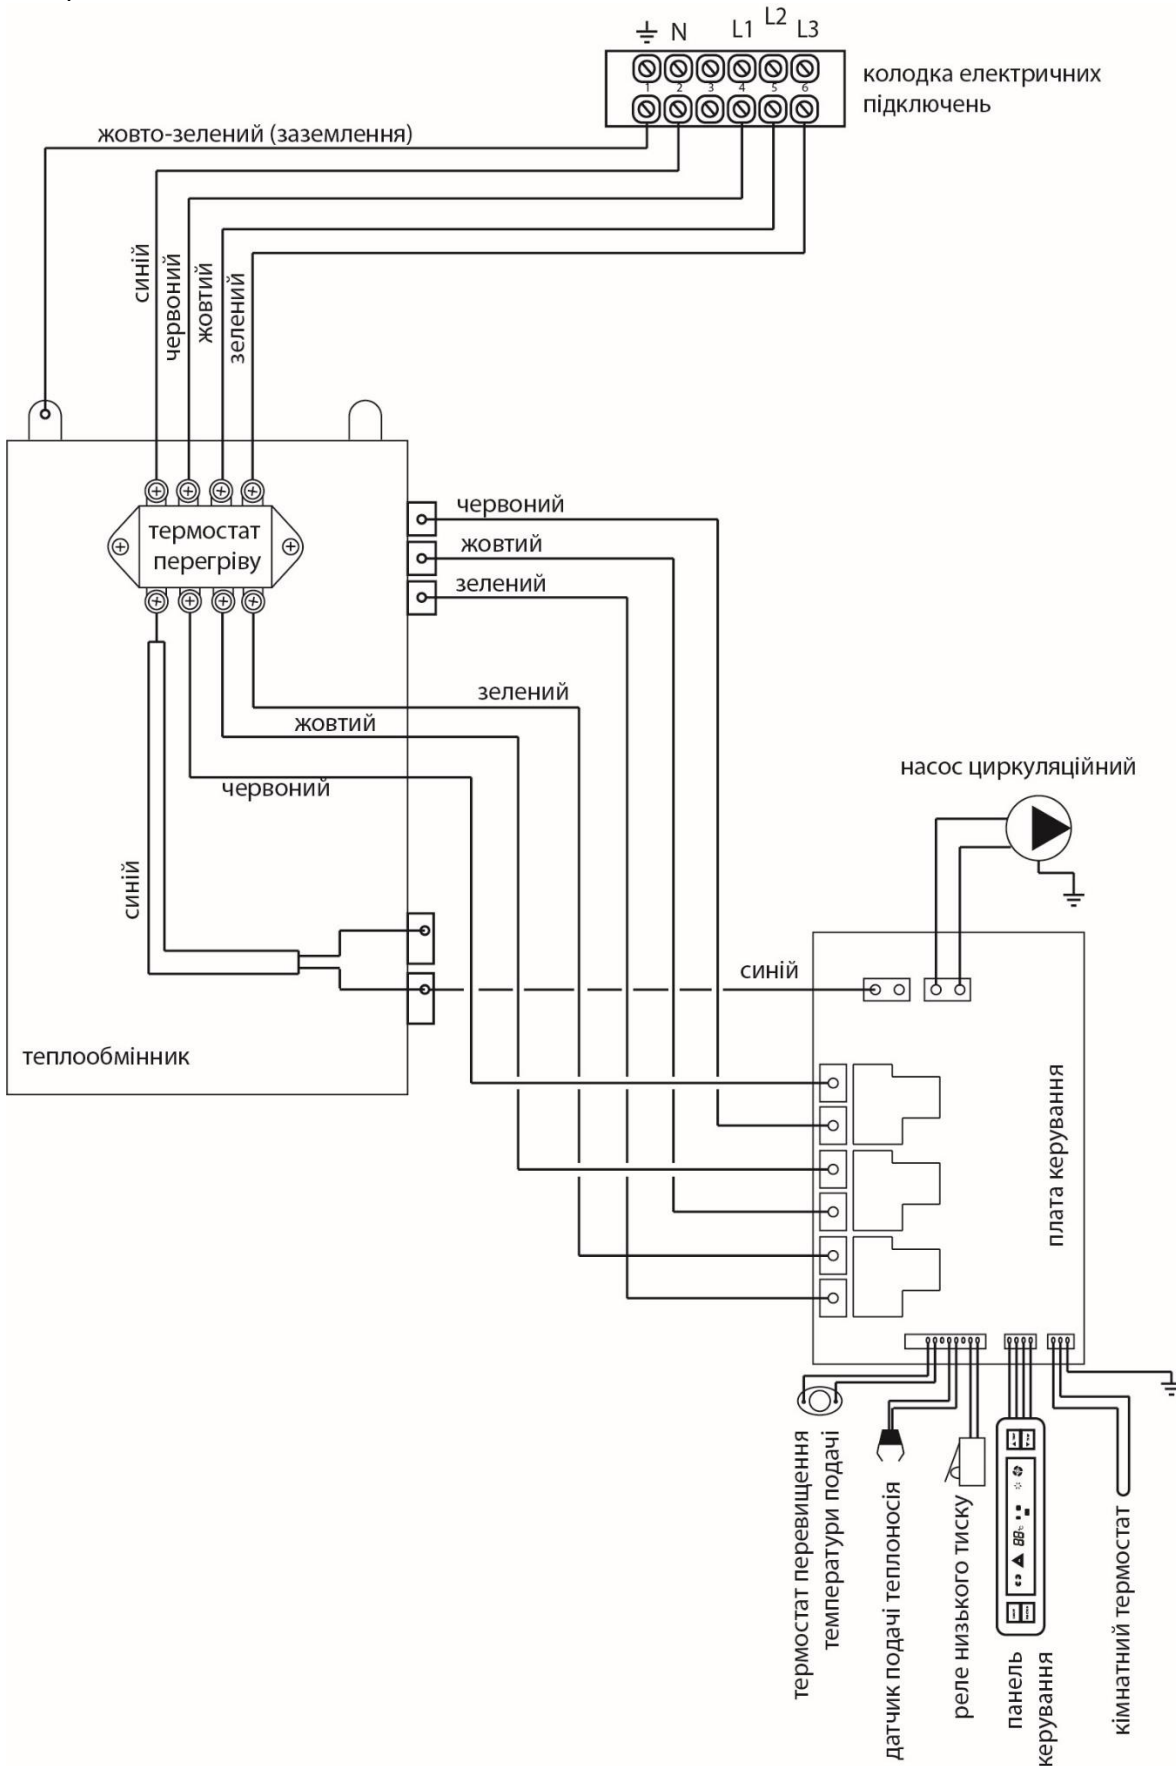 N
L1
L2
L3
1
2
3
4
5
6
колодка електричних
підключень
жовто-зелений (заземлення)
синій
червоний
жовтий
зелений
термостат
перегріву
червоний
жовтий
зелений
зелений
жовтий
червоний
синій
насос циркуляційний
синій
теплообмінник
плата керування
термостат перевищення
температури подачі
датчик подачі теплоносія
реле низького тиску
панель
керування
кімнатний термостат